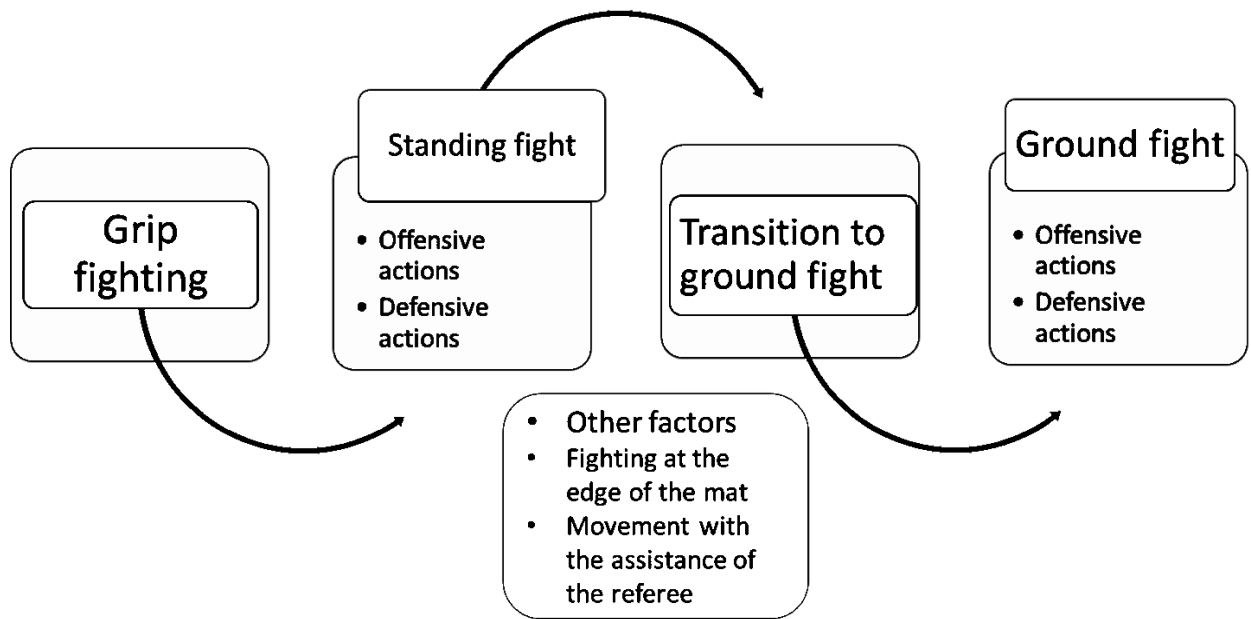 Grip
fighting
Standing fight
• Offensive
actions
• Defensive
actions
Transition to
ground fight
Ground fight
• Offensive
actions
• Defensive
actions
• Other factors
• Fighting at the
edge of the mat
• Movement with
the assistance of
the referee